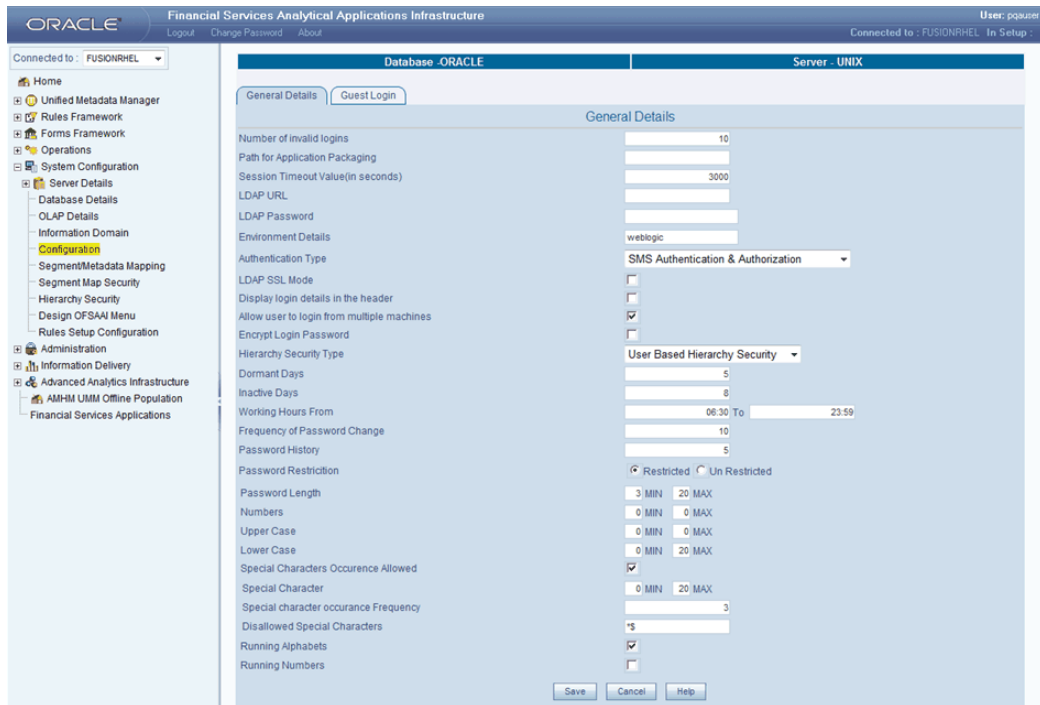 ORACLE
Financial Services Analytical Applications Infrastructure
User: pqauser
Logout Change Password About
Connected to : FUSIONRHEL In Setup :
Connected to : FUSIONRHEL
Home
Unified Metadata Manager
Rules Framework
Forms Framework
Operations
System Configuration
Server Details
Database Details
OLAP Details
Information Domain
Configuration
Segment/Metadata Mapping
Segment Map Security
Hierarchy Security
Design OFSAAI Menu
Rules Setup Configuration
Administration
Information Delivery
Advanced Analytics Infrastructure
AMHM UMM Offline Population
Financial Services Applications
Database -ORACLE Server - UNIX
General Details Guest Login
General Details
Number of invalid logins 10
Path for Application Packaging
Session Timeout Value(in seconds) 3000
LDAP URL
LDAP Password
Environment Details weblogic
Authentication Type SMS Authentication & Authorization
LDAP SSL Mode
Display login details in the header
Allow user to login from multiple machines
Encrypt Login Password
Hierarchy Security Type User Based Hierarchy Security
Dormant Days 5
Inactive Days 8
Working Hours From 06:30 To 23:59
Frequency of Password Change 10
Password History 5
Password Restricition Restricted Un Restricted
Password Length 3 MIN 20 MAX
Numbers 0 MIN 0 MAX
Upper Case 0 MIN 0 MAX
Lower Case 0 MIN 20 MAX
Special Characters Occurence Allowed
Special Character 0 MIN 20 MAX
Special character occurance Frequency 3
Disallowed Special Characters *$
Running Alphabets
Running Numbers
Save Cancel Help